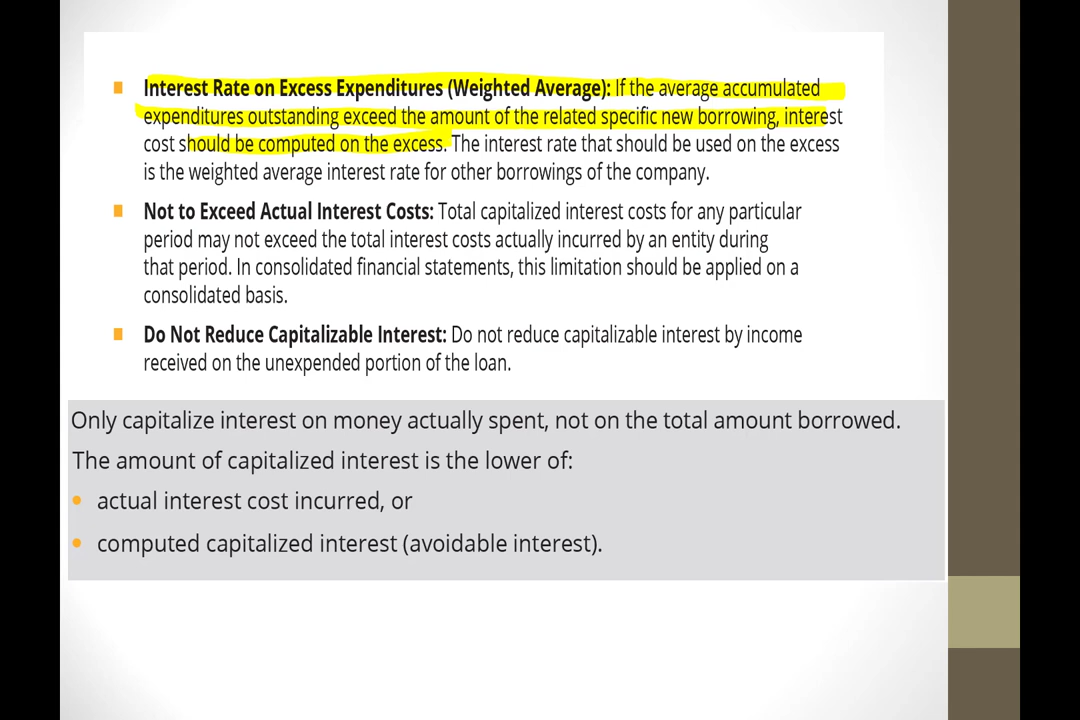 Interest Rate on Excess Expenditures (Weighted Average): If the average accumulated
expenditures outstanding exceed the amount of the related specific new borrowing, interest
cost should be computed on the excess. The interest rate that should be used on the excess
is the weighted average interest rate for other borrowings of the company.
Not to Exceed Actual Interest Costs: Total capitalized interest costs for any particular
period may not exceed the total interest costs actually incurred by an entity during
that period. In consolidated financial statements, this limitation should be applied on a
consolidated basis.
Do Not Reduce Capitalizable Interest: Do not reduce capitalizable interest by income
received on the unexpended portion of the loan.
Only capitalize interest on money actually spent, not on the total amount borrowed.
The amount of capitalized interest is the lower of:
actual interest cost incurred, or
computed capitalized interest (avoidable interest).